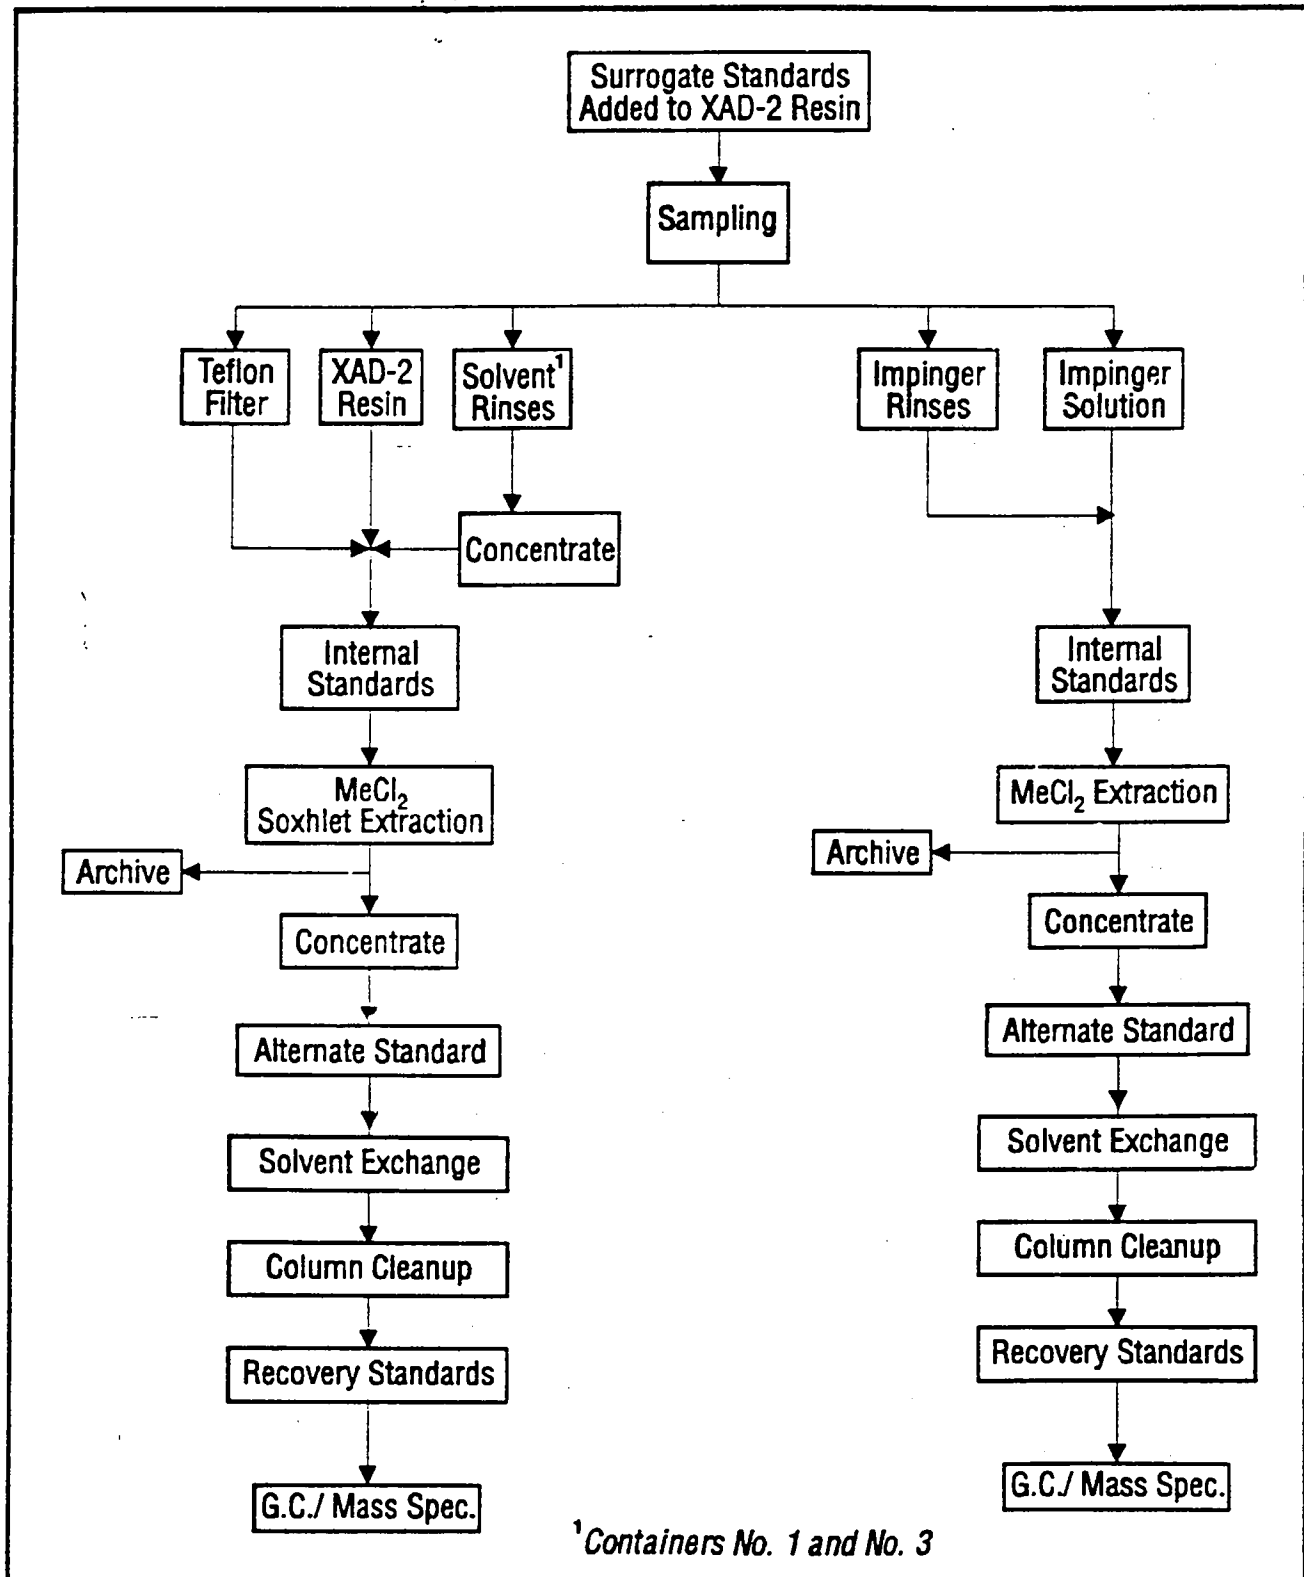 Surrogate Standards
Added to XAD-2 Resin
Sampling
Teflon
Filter
XAD-2
Resin
Solvent¹
Rinses
Impinger
Rinses
Impinger
Solution
Concentrate
Internal
Standards
Internal
Standards
MeCl₂
Soxhlet Extraction
MeCl₂ Extraction
Archive
Archive
Concentrate
Concentrate
Alternate Standard
Alternate Standard
Solvent Exchange
Solvent Exchange
Column Cleanup
Column Cleanup
Recovery Standards
Recovery Standards
G.C./ Mass Spec.
G.C./ Mass Spec.
¹Containers No. 1 and No. 3